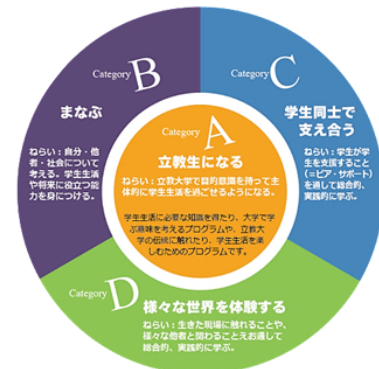 Category B
まなぶ
ねらい：自分・他
者・社会について
考える。学生生活
や将来に役立つ能
力を身につける。
Category C
学生同士で
支え合う
ねらい：学生が学
生を支援すること
（＝ピア・サポート）
を通して総合的、
実践的に学ぶ。
Category A
立教生になる
ねらい：立教大学で目的意識を持って主
体的に学生生活を過ごせるようになる。
学生生活に必要な知識を得たり、大学で学
ぶ意味を考えるプログラムや、立教大
学の伝統に触れたり、学生生活を楽
しむためのプログラムです。
Category D
様々な世界を体験する
ねらい：生きた現場に触れることや、
様々な他者と関わることえお通して
総合的、実践的に学ぶ。